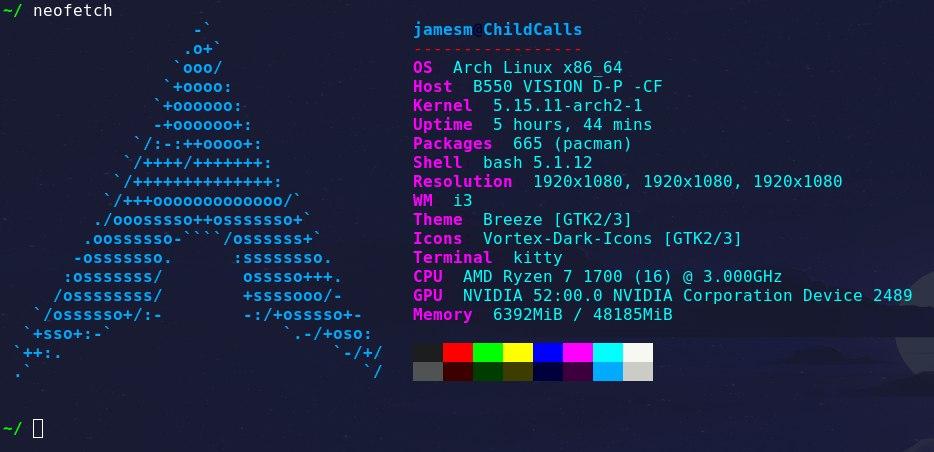 ~/ neofetch
                   -`
                  .o+`
                 `ooo/
                `+oooo:
               `+oooooo:
               -+oooooo+:
             `/:-:++oooo+:
            `/++++/+++++++:
           `/++++++++++++++:
          `/+++ooooooooooooo/`
         ./ooosssso++osssssso+`
        .oossssso-````/ossssss+`
       -osssssso.      :ssssssso.
      :osssssss/        osssso+++.
     /ossssssss/        +ssssooo/-
   `/ossssso+/:-        -:/+osssso+-
  `+sso+:-`                 `.-/+oso:
 `++:.                           `-/+/
 .`                                 `/
jamesm@ChildCalls
-----------------
OS Arch Linux x86_64
Host B550 VISION D-P -CF
Kernel 5.15.11-arch2-1
Uptime 5 hours, 44 mins
Packages 665 (pacman)
Shell bash 5.1.12
Resolution 1920x1080, 1920x1080, 1920x1080
WM i3
Theme Breeze [GTK2/3]
Icons Vortex-Dark-Icons [GTK2/3]
Terminal kitty
CPU AMD Ryzen 7 1700 (16) @ 3.000GHz
GPU NVIDIA 52:00.0 NVIDIA Corporation Device 2489
Memory 6392MiB / 48185MiB
~/